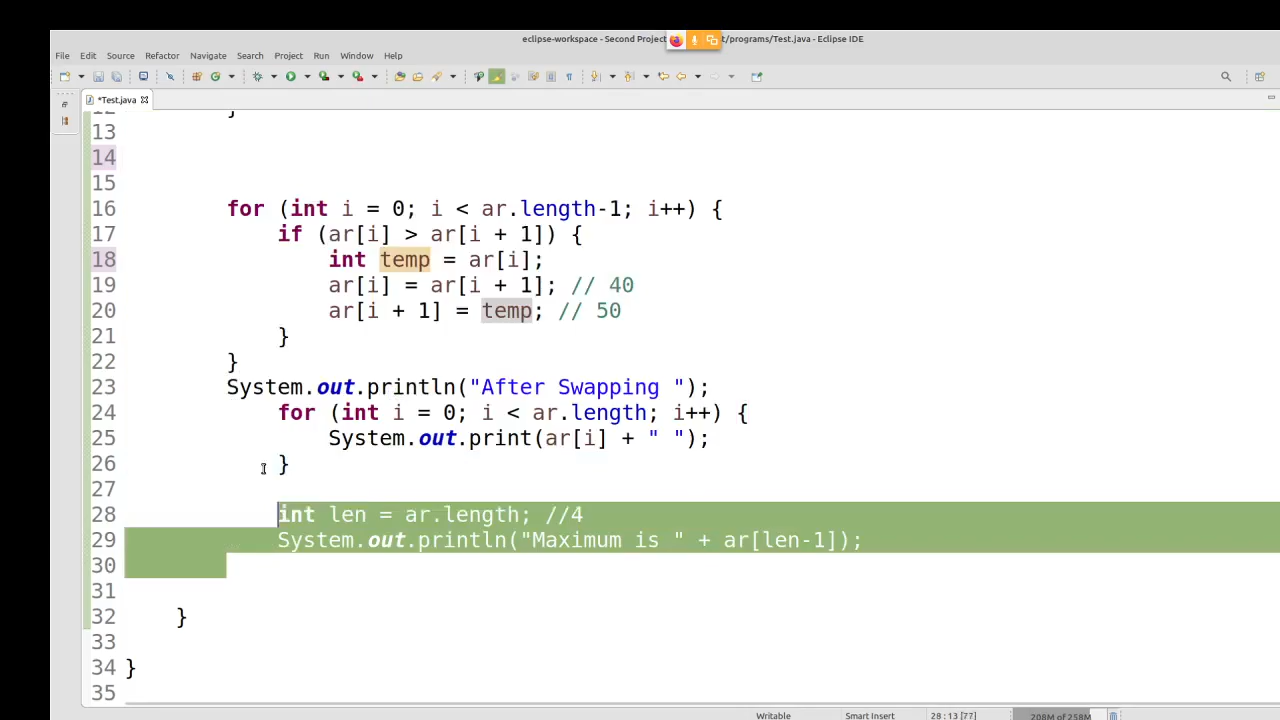 eclipse-workspace - Second Project t/programs/Test.java - Eclipse IDE
File Edit Source Refactor Navigate Search Project Run Window Help
*Test.java
12 }
13
14
15
16 for (int i = 0; i < ar.length-1; i++) {
17 if (ar[i] > ar[i + 1]) {
18 int temp = ar[i];
19 ar[i] = ar[i + 1]; // 40
20 ar[i + 1] = temp; // 50
21 }
22 }
23 System.out.println("After Swapping ");
24 for (int i = 0; i < ar.length; i++) {
25 System.out.print(ar[i] + " ");
26 }
27
28 int len = ar.length; //4
29 System.out.println("Maximum is " + ar[len-1]);
30
31
32 }
33
34 }
35
Writable Smart Insert 28 : 13 [77] 208M of 258M